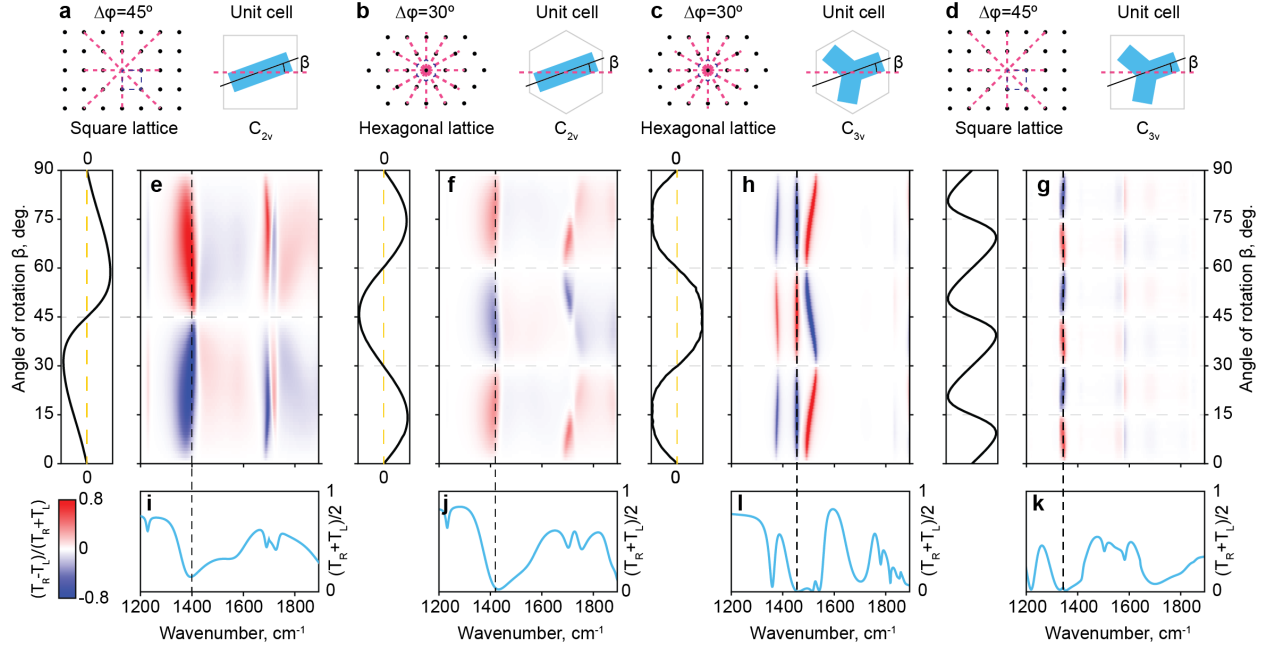 a Δφ=45º Unit cell b Δφ=30º Unit cell c Δφ=30º Unit cell d Δφ=45º Unit cell
β β β β
Square lattice C2v Hexagonal lattice C2v Hexagonal lattice C3v Square lattice C3v
0 0 0
90 e f h g 90
75 75
60 60
45 45
30 30
15 15
0 0
Angle of rotation β, deg.
Angle of rotation β, deg.
0 0 0
0.8
0
-0.8
(TR-TL)/(TR+TL)
i 1 j 1 l 1 k 1
(TR+TL)/2 (TR+TL)/2 (TR+TL)/2 (TR+TL)/2
0 0 0 0
1200 1400 1600 1800 1200 1400 1600 1800 1200 1400 1600 1800 1200 1400 1600 1800
Wavenumber, cm-1 Wavenumber, cm-1 Wavenumber, cm-1 Wavenumber, cm-1